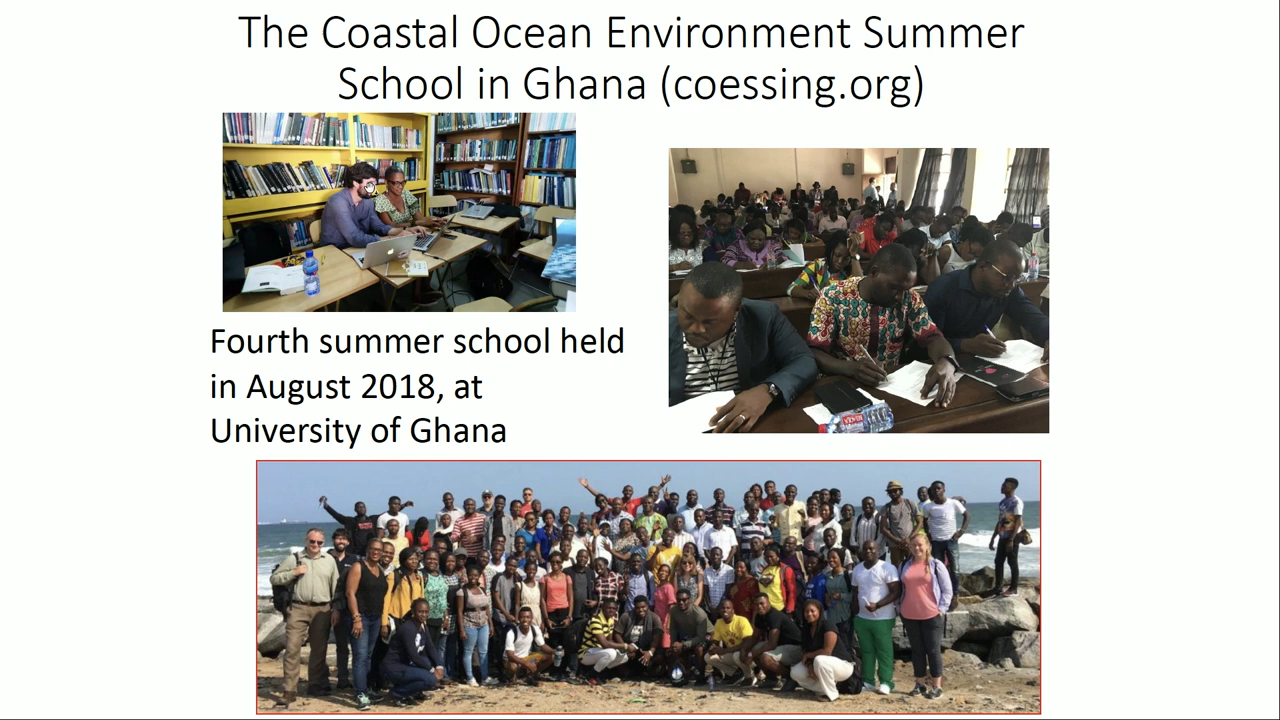 The Coastal Ocean Environment Summer
School in Ghana (coessing.org)
Fourth summer school held
in August 2018, at
University of Ghana